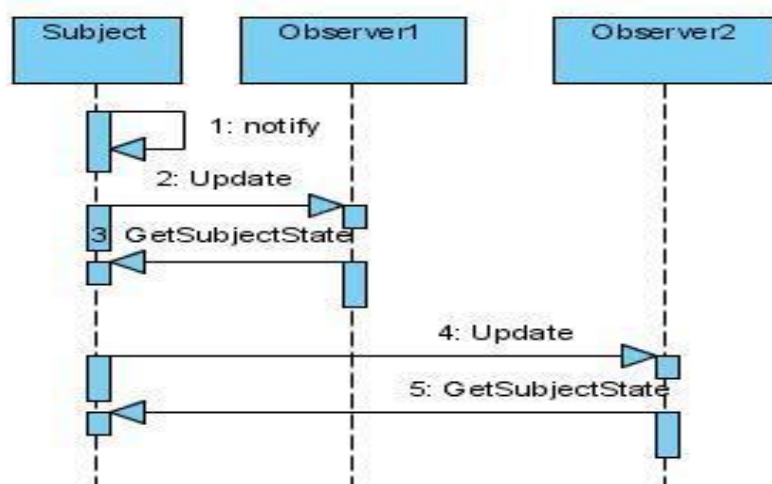 Subject
Observer1
Observer2
1: notify
2: Update
3 GetSubjectState
4: Update
5: GetSubjectState